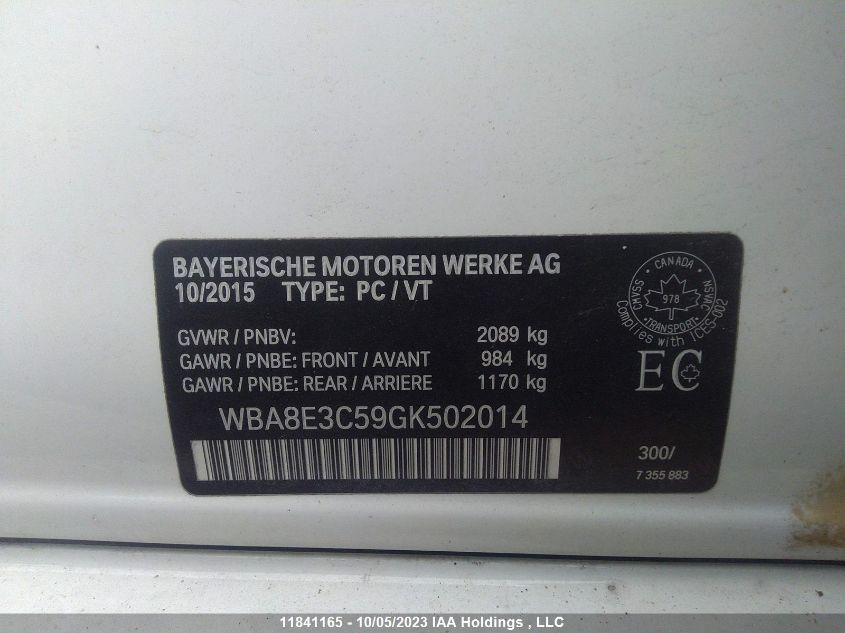 BAYERISCHE MOTOREN WERKE AG
10/2015 TYPE: PC / VT
GVWR / PNBV: 2089 kg
GAWR / PNBE: FRONT / AVANT 984 kg
GAWR / PNBE: REAR / ARRIERE 1170 kg
WBA8E3C59GK502014
CANADA
CMVSS
NSVAC
978
TRANSPORT
Complies with ICES-002
EC
300/
7 355 883
11841165 - 10/05/2023 IAA Holdings , LLC/